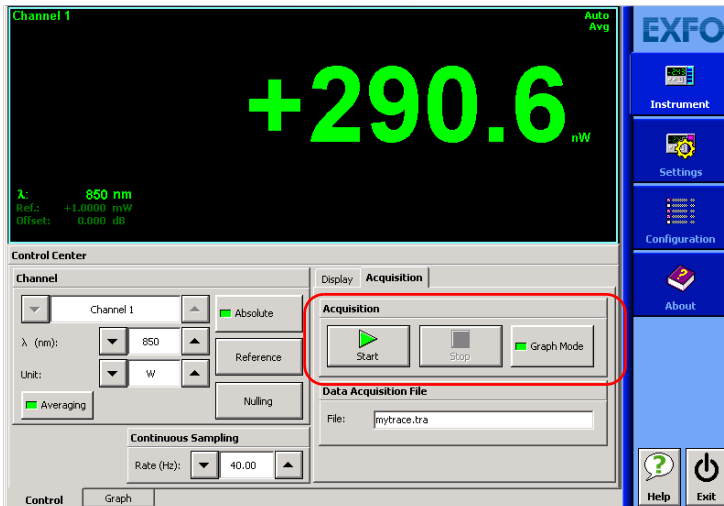 Channel 1
Auto
Avg
+290.6 nW
λ: 850 nm
Ref.: +1.0000 mW
Offset: 0.000 dB
EXFO
Instrument
Settings
Configuration
About
Help
Exit
Control Center
Channel
Channel 1
Absolute
λ (nm): 850
Reference
Unit: W
Averaging
Nulling
Continuous Sampling
Rate (Hz): 40.00
Display Acquisition
Acquisition
Start
Stop
Graph Mode
Data Acquisition File
File: mytrace.tra
Control Graph